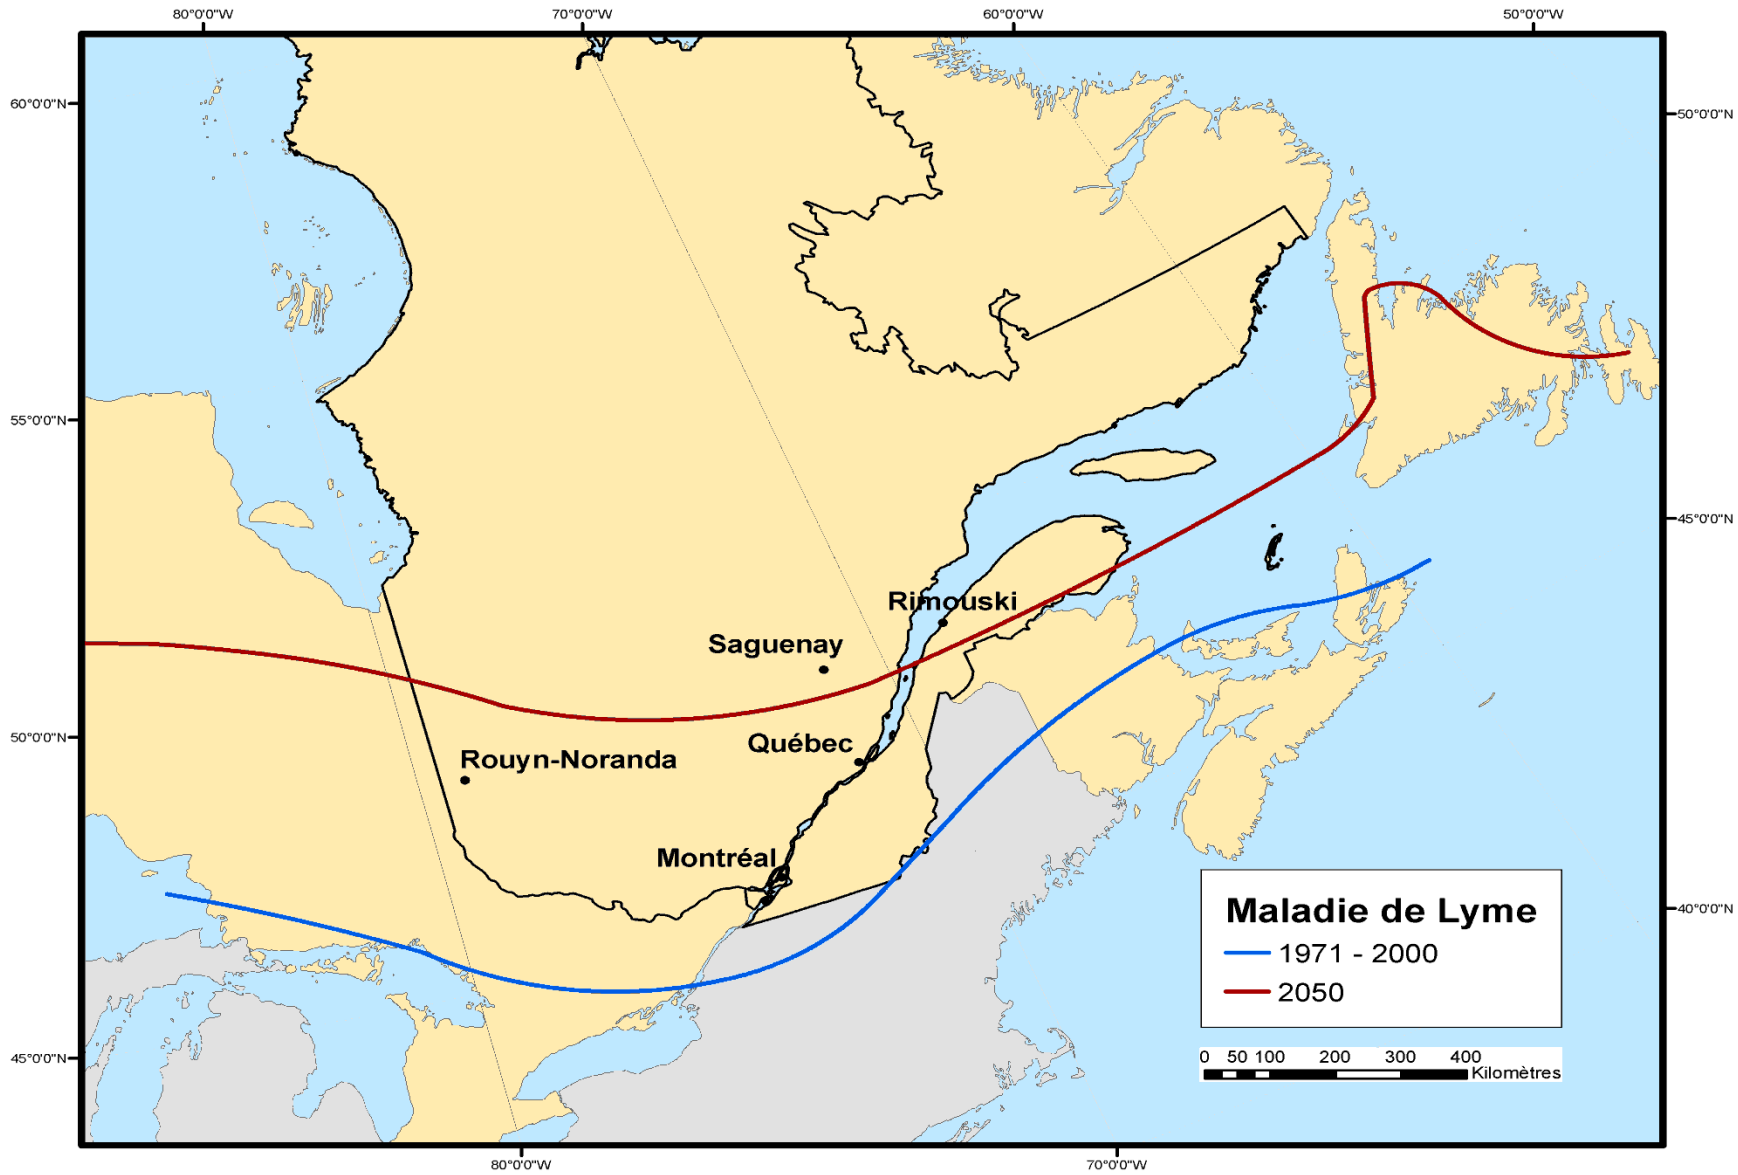 80°0'0"W 70°0'0"W 60°0'0"W 50°0'0"W
60°0'0"N 50°0'0"N
55°0'0"N
45°0'0"N
Rimouski
Saguenay
50°0'0"N
Québec
Rouyn-Noranda
Montréal
40°0'0"N
Maladie de Lyme
1971 - 2000
2050
0 50 100 200 300 400
Kilomètres
45°0'0"N
80°0'0"W 70°0'0"W